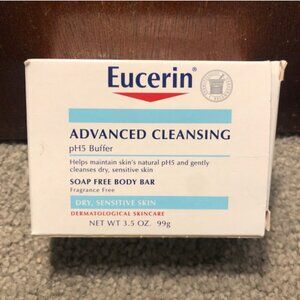 Eucerin®
ADVANCED CLEANSING
pH5 Buffer
Helps maintain skin's natural pH5 and gently
cleanses dry, sensitive skin
SOAP FREE BODY BAR
Fragrance Free
DRY, SENSITIVE SKIN
DERMATOLOGICAL SKINCARE
NET WT 3.5 OZ. 99g